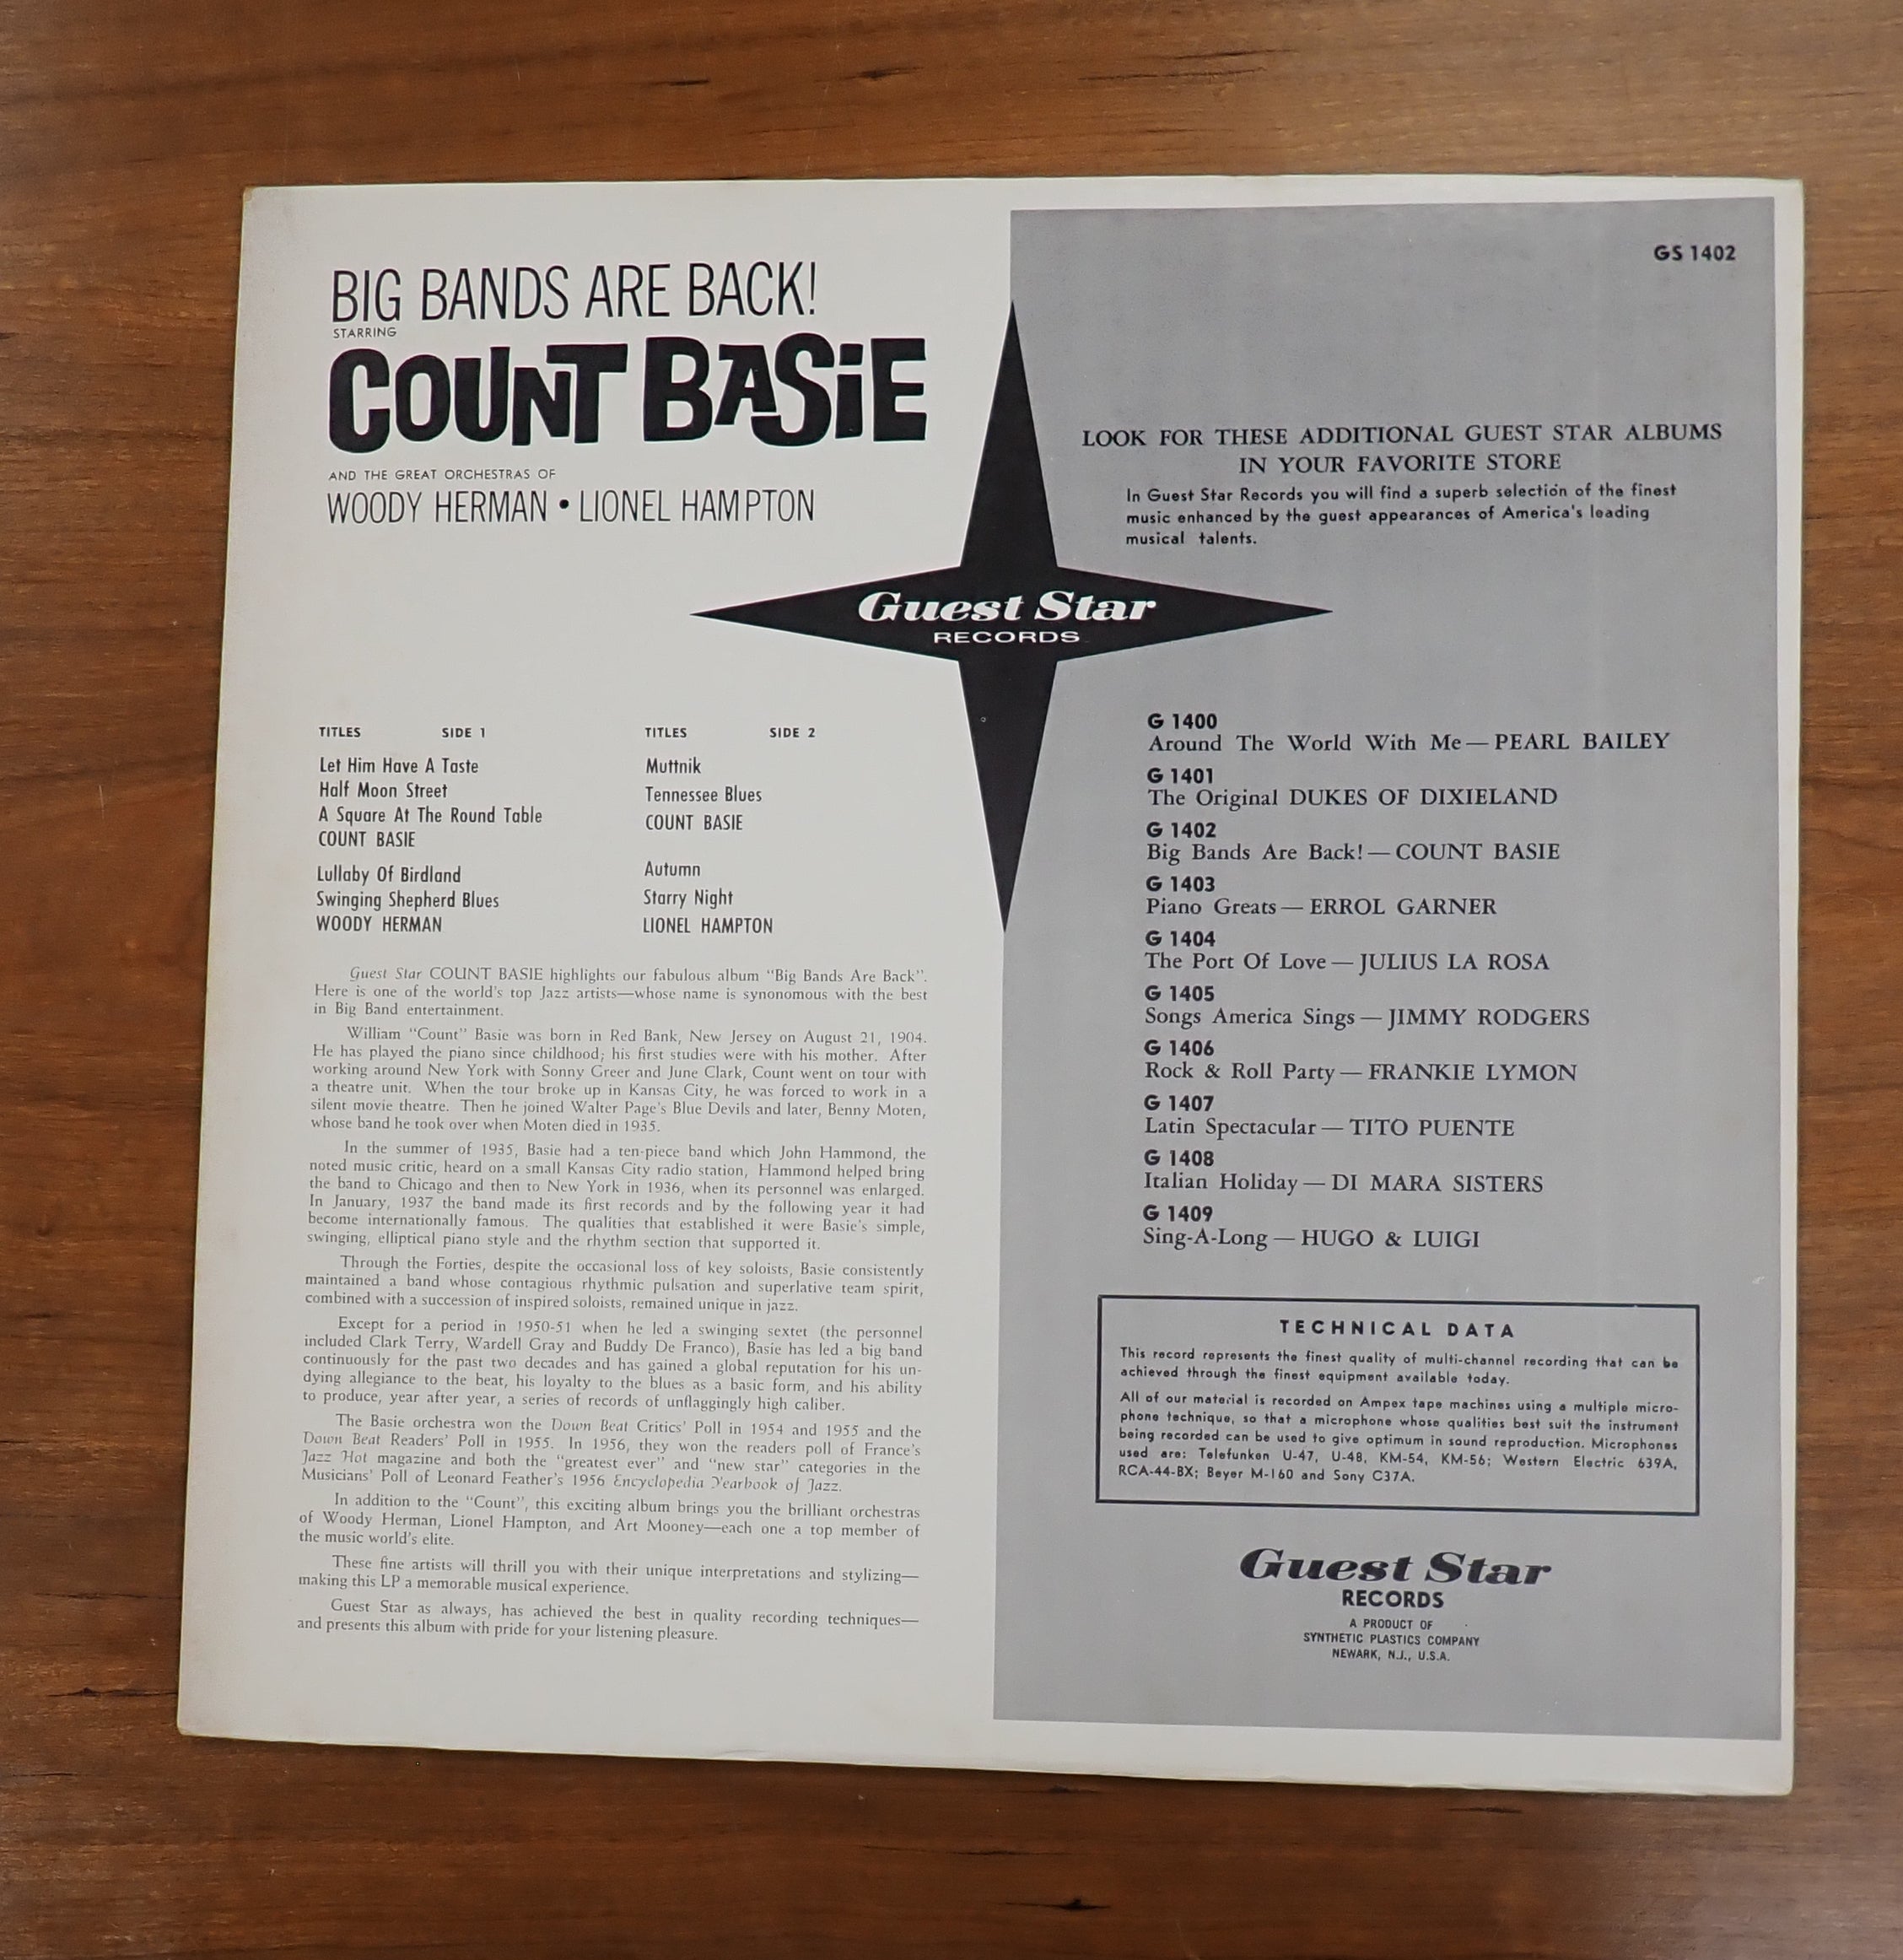 BIG BANDS ARE BACK!
STARRING
COUNT BASiE
AND THE GREAT ORCHESTRAS OF
WOODY HERMAN • LIONEL HAMPTON
GS 1402
LOOK FOR THESE ADDITIONAL GUEST STAR ALBUMS
IN YOUR FAVORITE STORE
In Guest Star Records you will find a superb selection of the finest
music enhanced by the guest appearances of America's leading
musical talents.
Guest Star
RECORDS
TITLES SIDE 1
Let Him Have A Taste
Half Moon Street
A Square At The Round Table
COUNT BASIE
Lullaby Of Birdland
Swinging Shepherd Blues
WOODY HERMAN
TITLES SIDE 2
Muttnik
Tennessee Blues
COUNT BASIE
Autumn
Starry Night
LIONEL HAMPTON
Guest Star COUNT BASIE highlights our fabulous album "Big Bands Are Back".
Here is one of the world's top Jazz artists—whose name is synonomous with the best
in Big Band entertainment.
William "Count" Basie was born in Red Bank, New Jersey on August 21, 1904.
He has played the piano since childhood; his first studies were with his mother. After
working around New York with Sonny Greer and June Clark, Count went on tour with
a theatre unit. When the tour broke up in Kansas City, he was forced to work in a
silent movie theatre. Then he joined Walter Page's Blue Devils and later, Benny Moten,
whose band he took over when Moten died in 1935.
In the summer of 1935, Basie had a ten-piece band which John Hammond, the
noted music critic, heard on a small Kansas City radio station, Hammond helped bring
the band to Chicago and then to New York in 1936, when its personnel was enlarged.
In January, 1937 the band made its first records and by the following year it had
become internationally famous. The qualities that established it were Basie's simple,
swinging, elliptical piano style and the rhythm section that supported it.
Through the Forties, despite the occasional loss of key soloists, Basie consistently
maintained a band whose contagious rhythmic pulsation and superlative team spirit,
combined with a succession of inspired soloists, remained unique in jazz.
Except for a period in 1950-51 when he led a swinging sextet (the personnel
included Clark Terry, Wardell Gray and Buddy De Franco), Basie has led a big band
continuously for the past two decades and has gained a global reputation for his un-
dying allegiance to the beat, his loyalty to the blues as a basic form, and his ability
to produce, year after year, a series of records of unflaggingly high caliber.
The Basie orchestra won the Down Beat Critics' Poll in 1954 and 1955 and the
Down Beat Readers' Poll in 1955. In 1956, they won the readers poll of France's
Jazz Hot magazine and both the "greatest ever" and "new star" categories in the
Musicians' Poll of Leonard Feather's 1956 Encyclopedia Yearbook of Jazz.
In addition to the "Count", this exciting album brings you the brilliant orchestras
of Woody Herman, Lionel Hampton, and Art Mooney—each one a top member of
the music world's elite.
These fine artists will thrill you with their unique interpretations and stylizing—
making this LP a memorable musical experience.
Guest Star as always, has achieved the best in quality recording techniques—
and presents this album with pride for your listening pleasure.
G 1400
Around The World With Me — PEARL BAILEY
G 1401
The Original DUKES OF DIXIELAND
G 1402
Big Bands Are Back! — COUNT BASIE
G 1403
Piano Greats — ERROL GARNER
G 1404
The Port Of Love — JULIUS LA ROSA
G 1405
Songs America Sings — JIMMY RODGERS
G 1406
Rock & Roll Party — FRANKIE LYMON
G 1407
Latin Spectacular — TITO PUENTE
G 1408
Italian Holiday — DI MARA SISTERS
G 1409
Sing-A-Long — HUGO & LUIGI
TECHNICAL DATA
This record represents the finest quality of multi-channel recording that can be
achieved through the finest equipment available today.
All of our material is recorded on Ampex tape machines using a multiple micro-
phone technique, so that a microphone whose qualities best suit the instrument
being recorded can be used to give optimum in sound reproduction. Microphones
used are: Telefunken U-47, U-48, KM-54, KM-56; Western Electric 639A,
RCA-44-BX; Beyer M-160 and Sony C37A.
Guest Star
RECORDS
A PRODUCT OF
SYNTHETIC PLASTICS COMPANY
NEWARK, N.J., U.S.A.